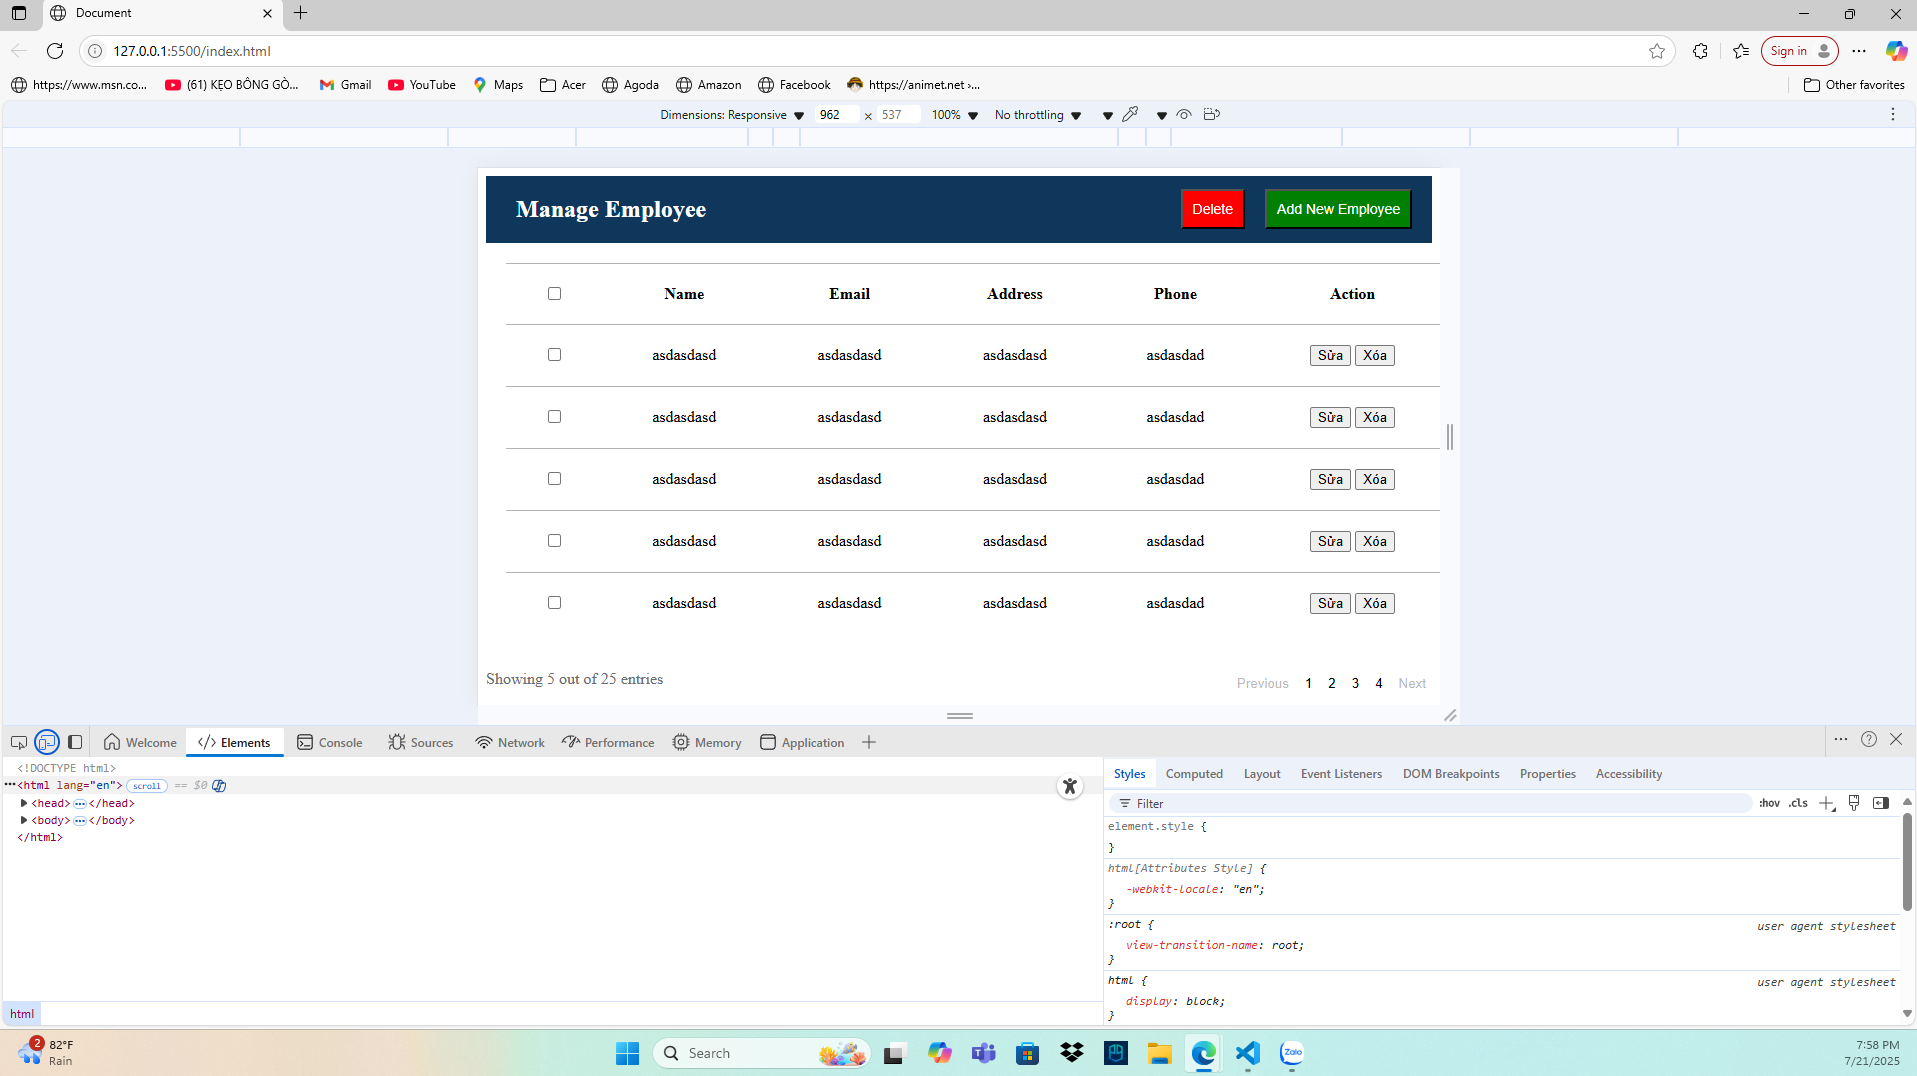 Document
127.0.0.1:5500/index.html
Sign in
https://www.msn.co...
(61) KẸO BÔNG GÒ...
Gmail
YouTube
Maps
Acer
Agoda
Amazon
Facebook
https://animet.net ›...
Other favorites
Dimensions: Responsive
962
×
537
100%
No throttling
Manage Employee
Delete
Add New Employee
Name Email Address Phone Action
asdasdasd asdasdasd asdasdasd asdasdad Sửa Xóa
asdasdasd asdasdasd asdasdasd asdasdad Sửa Xóa
asdasdasd asdasdasd asdasdasd asdasdad Sửa Xóa
asdasdasd asdasdasd asdasdasd asdasdad Sửa Xóa
asdasdasd asdasdasd asdasdasd asdasdad Sửa Xóa
Showing 5 out of 25 entries
Previous 1 2 3 4 Next
Welcome
Elements
Console
Sources
Network
Performance
Memory
Application
<!DOCTYPE html>
<html lang="en"> scroll == $0
<head> </head>
<body> </body>
</html>
html
Styles
Computed
Layout
Event Listeners
DOM Breakpoints
Properties
Accessibility
Filter
:hov .cls
element.style {
}
html[Attributes Style] {
-webkit-locale: "en";
}
:root { user agent stylesheet
view-transition-name: root;
}
html { user agent stylesheet
display: block;
}
2
82°F
Rain
Search
Zalo
7:58 PM
7/21/2025